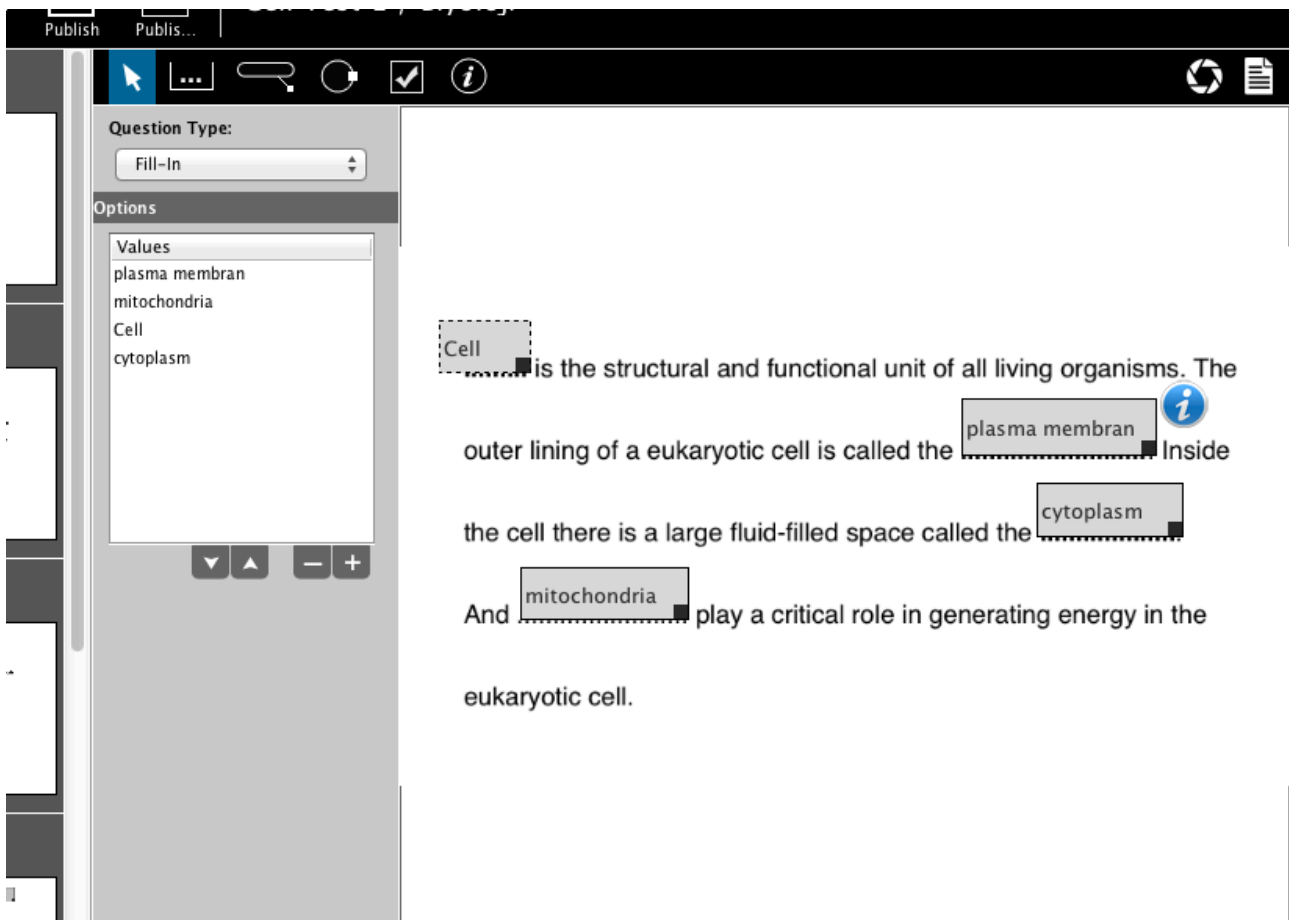 Publish Publis...
Question Type:
Fill-In
Options
Values
plasma membran
mitochondria
Cell
cytoplasm
Cell is the structural and functional unit of all living organisms. The
outer lining of a eukaryotic cell is called the plasma membran Inside
the cell there is a large fluid-filled space called the cytoplasm
And mitochondria play a critical role in generating energy in the
eukaryotic cell.